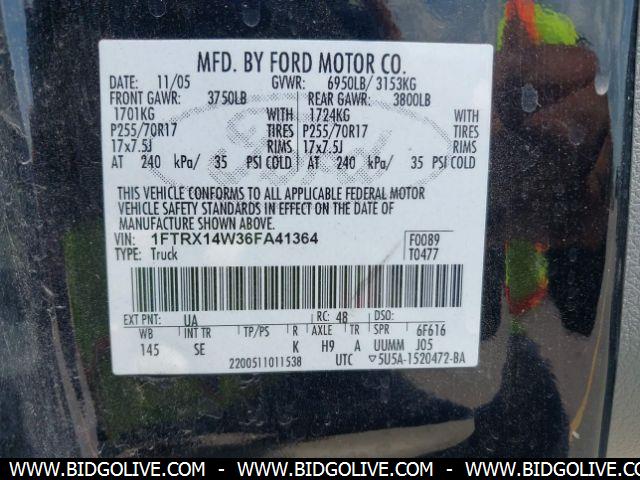 MFD. BY FORD MOTOR CO.
DATE: 11/05 GVWR: 6950LB/ 3153KG
FRONT GAWR: 3750LB REAR GAWR: 3800LB
1701KG WITH 1724KG WITH
P255/70R17 TIRES P255/70R17 TIRES
17x7.5J RIMS 17x7.5J RIMS
AT 240 kPa/ 35 PSI COLD AT 240 kPa/ 35 PSI COLD
THIS VEHICLE CONFORMS TO ALL APPLICABLE FEDERAL MOTOR
VEHICLE SAFETY STANDARDS IN EFFECT ON THE DATE OF
MANUFACTURE SHOWN ABOVE.
VIN: 1FTRX14W36FA41364 F0089
TYPE: Truck T0477
EXT PNT: UA RC: 48 DSO:
WB INT TR TP/PS R AXLE TR SPR 6F616
145 SE K H9 A UUMM J05
2200511011538 UTC 5U5A-1520472-BA
Ford
WWW.BIDGOLIVE.COM - WWW.BIDGOLIVE.COM - WWW.BIDGOLIVE.COM